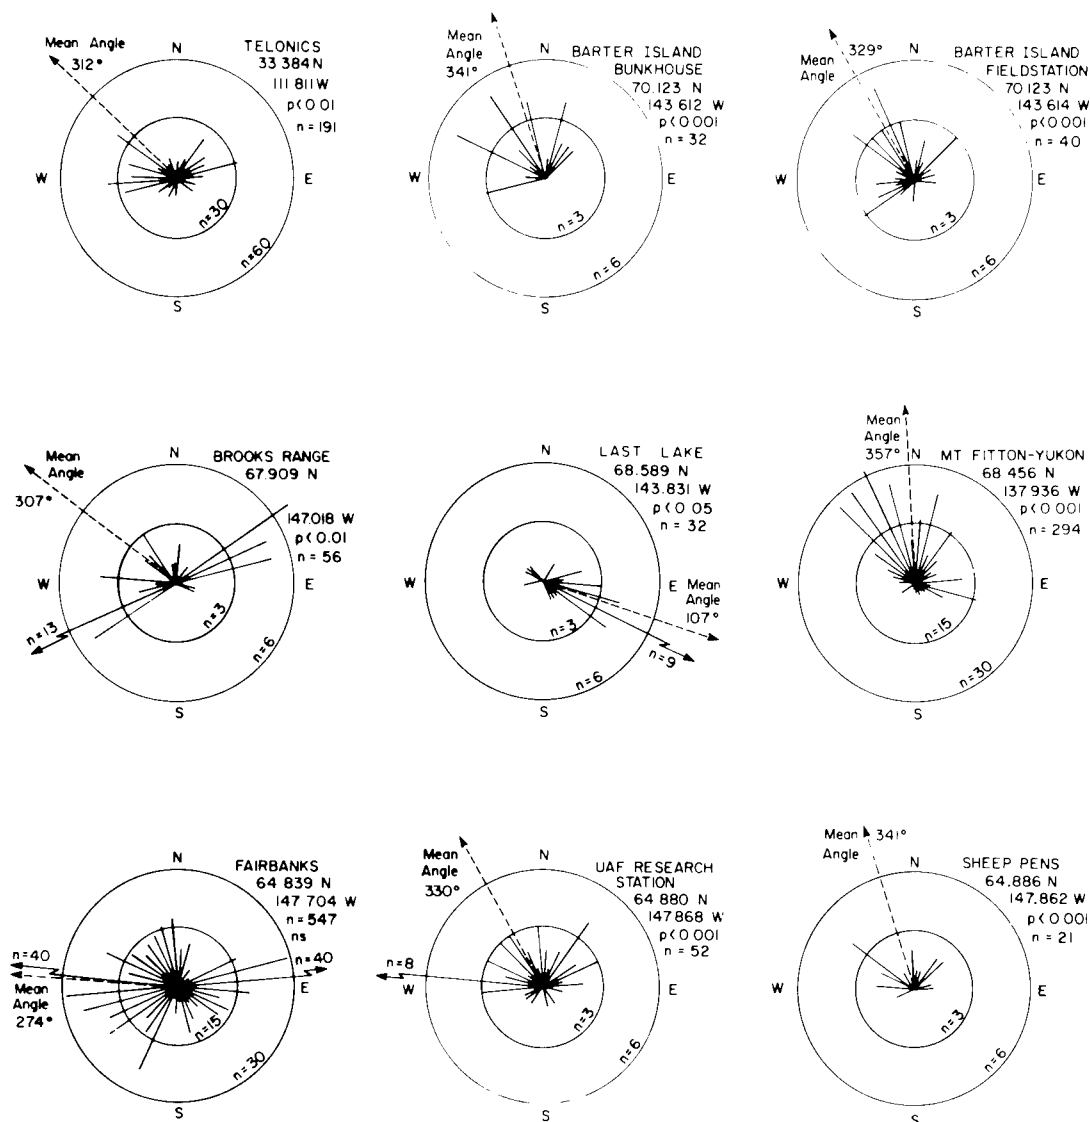 N
TELONICS
33 384 N
111 811 W
p<0 01
n = 191
Mean Angle
312°
W
E
n=30
n=60
S
N
BARTER ISLAND
BUNKHOUSE
70.123 N
143 612 W
p<0.001
n = 32
Mean
Angle
341°
W
E
n=3
n=6
S
N
BARTER ISLAND
FIELDSTATION
70 123 N
143 614 W
p<0 001
n = 40
329°
Mean
Angle
W
E
n=3
n=6
S
N
BROOKS RANGE
67.909 N
147.018 W
p<0.01
n = 56
Mean
Angle
307°
W
E
n=13
n=3
n=6
S
N
LAST LAKE
68.589 N
143.831 W
p<0 05
n = 32
W
E
Mean
Angle
107°
n=3
n=9
n=6
S
N
MT FITTON-YUKON
68 456 N
137 936 W
p<0 001
n = 294
Mean
Angle
357°
W
E
n=15
n=30
S
N
FAIRBANKS
64 839 N
147 704 W
n = 547
ns
n=40
n=40
W
E
Mean
Angle
274°
n=15
n=30
S
N
UAF RESEARCH
STATION
64 880 N
147 868 W
p<0 001
n = 52
Mean
Angle
330°
n=8
W
E
n=3
n=6
S
N
SHEEP PENS
64.886 N
147.862 W
p<0 001
n = 21
341°
Mean
Angle
W
E
n=3
n=6
S